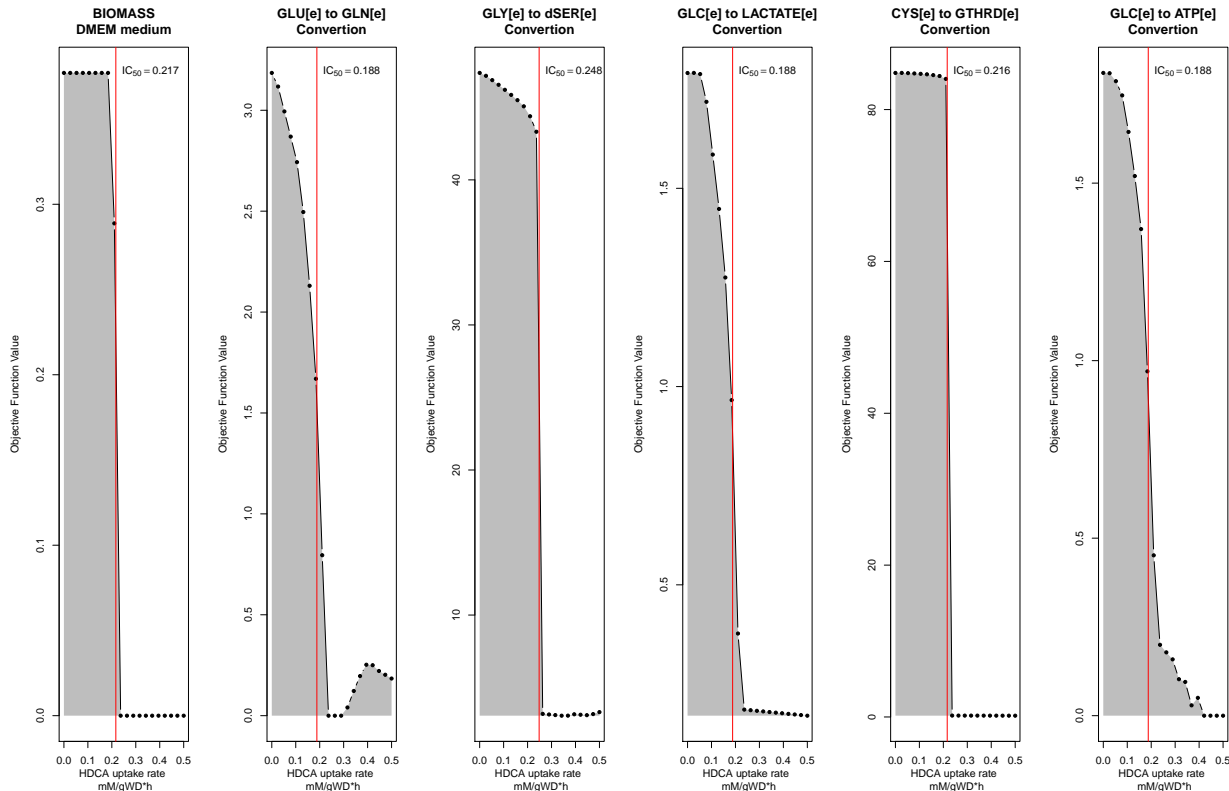 BIOMASS
DMEM medium
IC50 = 0.217
0.3
0.2
0.1
0.0
Objective Function Value
0.0 0.1 0.2 0.3 0.4 0.5
HDCA uptake rate
mM/gWD*h
GLU[e] to GLN[e]
Convertion
IC50 = 0.188
3.0
2.5
2.0
1.5
1.0
0.5
0.0
Objective Function Value
0.0 0.1 0.2 0.3 0.4 0.5
HDCA uptake rate
mM/gWD*h
GLY[e] to dSER[e]
Convertion
IC50 = 0.248
40
30
20
10
Objective Function Value
0.0 0.1 0.2 0.3 0.4 0.5
HDCA uptake rate
mM/gWD*h
GLC[e] to LACTATE[e]
Convertion
IC50 = 0.188
1.5
1.0
0.5
Objective Function Value
0.0 0.1 0.2 0.3 0.4 0.5
HDCA uptake rate
mM/gWD*h
CYS[e] to GTHRD[e]
Convertion
IC50 = 0.216
80
60
40
20
0
Objective Function Value
0.0 0.1 0.2 0.3 0.4 0.5
HDCA uptake rate
mM/gWD*h
GLC[e] to ATP[e]
Convertion
IC50 = 0.188
1.5
1.0
0.5
0.0
Objective Function Value
0.0 0.1 0.2 0.3 0.4 0.5
HDCA uptake rate
mM/gWD*h